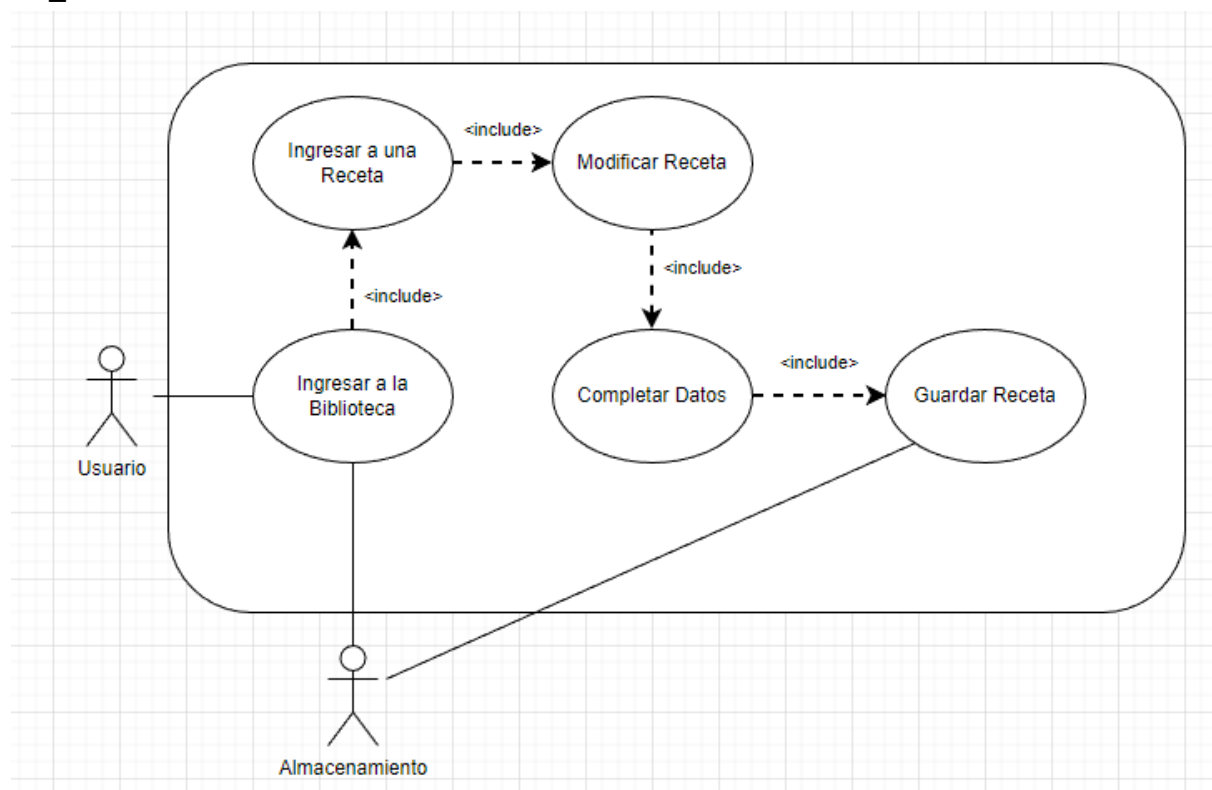 <include>
Ingresar a una
Receta
Modificar Receta
<include>
<include>
Ingresar a la
Biblioteca
<include>
Completar Datos
Guardar Receta
Usuario
Almacenamiento